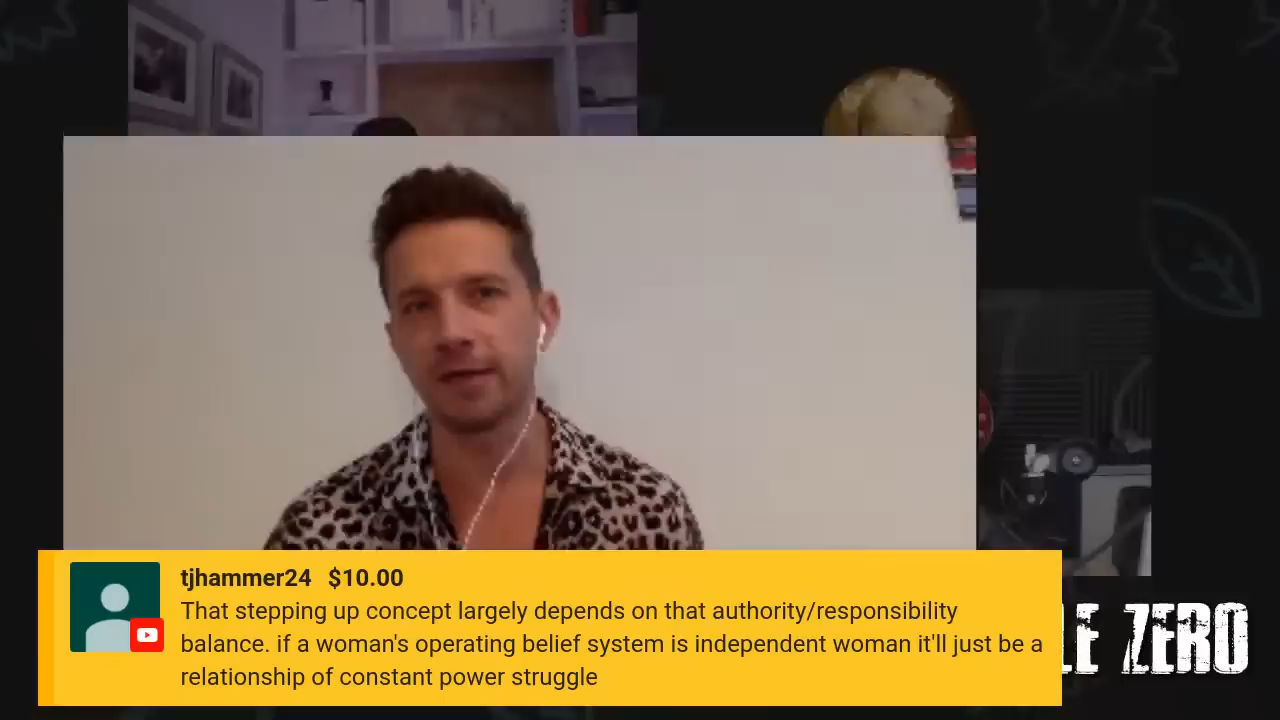 tjhammer24 $10.00
That stepping up concept largely depends on that authority/responsibility
balance. if a woman's operating belief system is independent woman it'll just be a
relationship of constant power struggle
LE ZERO